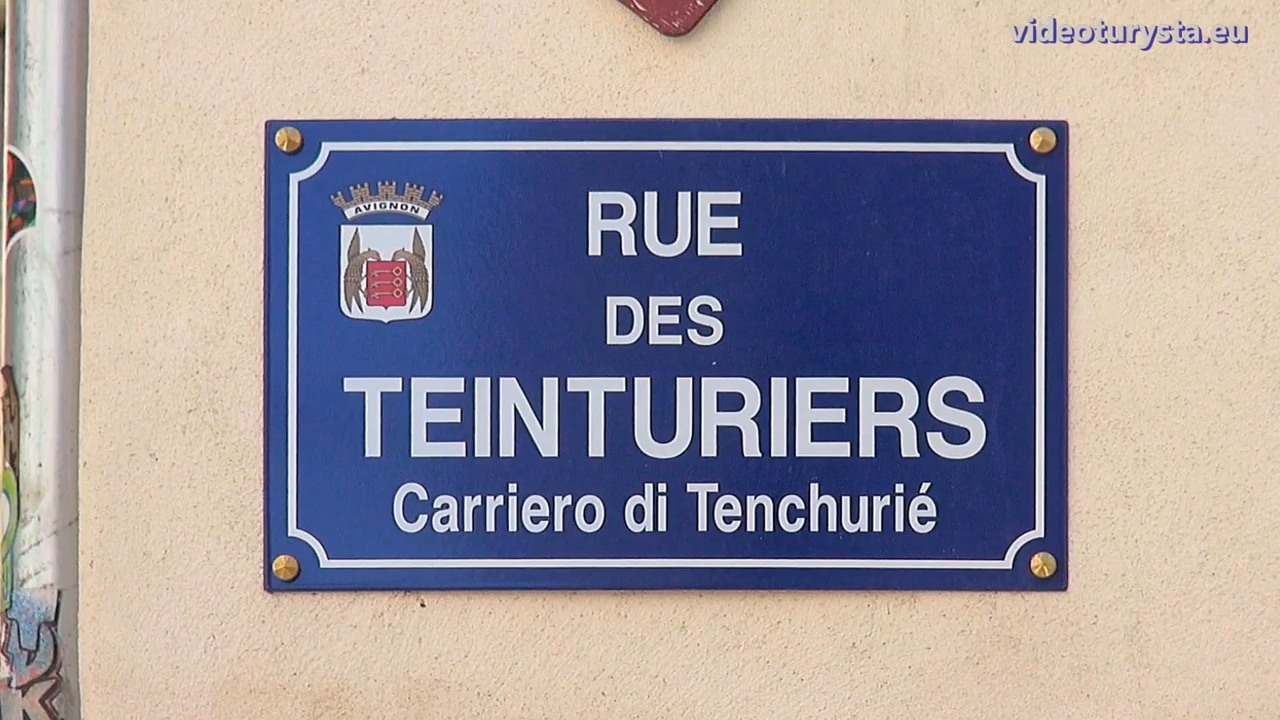 videoturysta.eu
AVIGNON
RUE
DES
TEINTURIERS
Carriero di Tenchurié